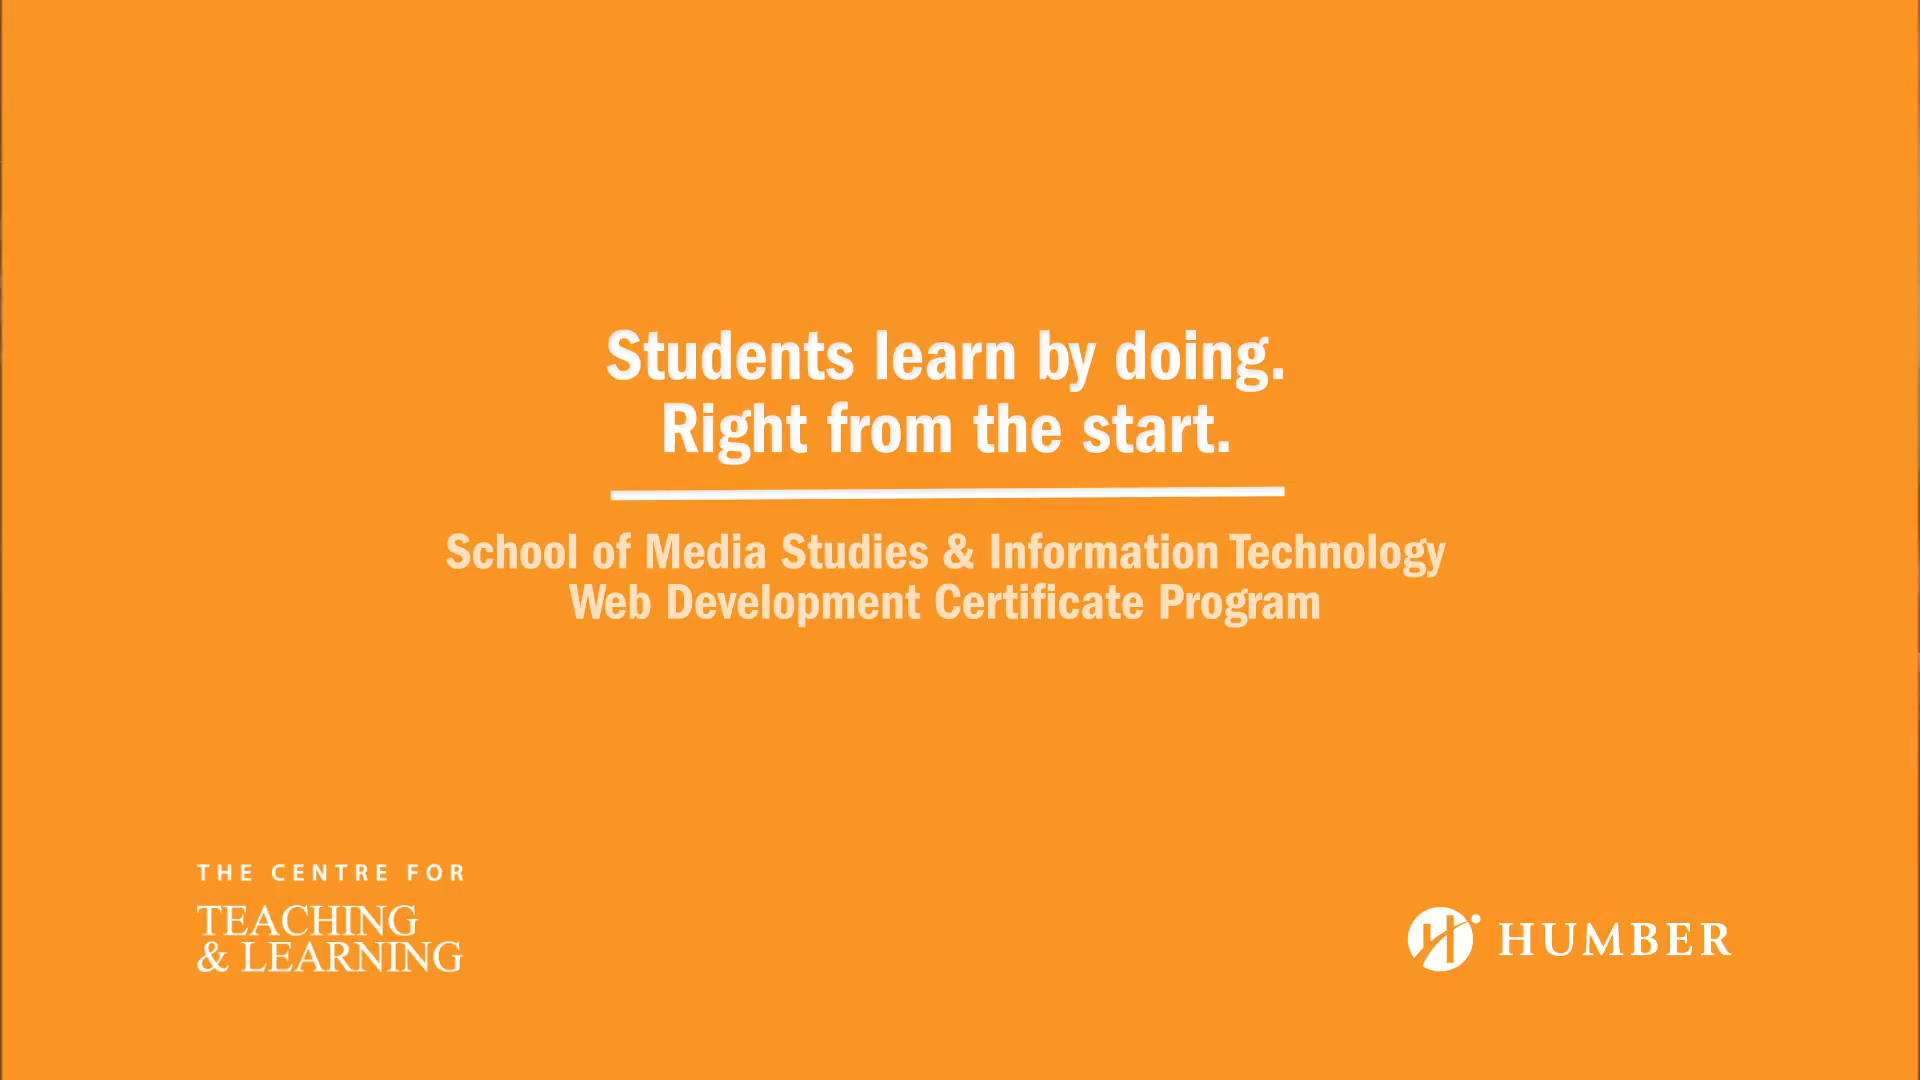 Students learn by doing.
Right from the start.
School of Media Studies & Information Technology
Web Development Certificate Program
THE CENTRE FOR
TEACHING
& LEARNING
HUMBER